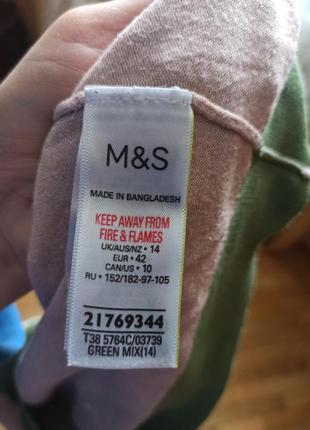 M&S
MADE IN BANGLADESH
KEEP AWAY FROM
FIRE & FLAMES
UK/AUS/NZ • 14
EUR • 42
CAN/US • 10
RU • 152/182-97-105
21769344
T38 5764C/03739
GREEN MIX(14)